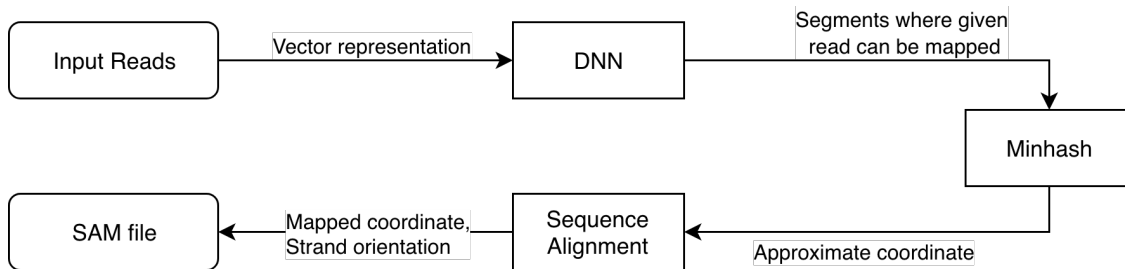 Input Reads
Vector representation
DNN
Segments where given
read can be mapped
Minhash
Approximate coordinate
Sequence
Alignment
Mapped coordinate,
Strand orientation
SAM file